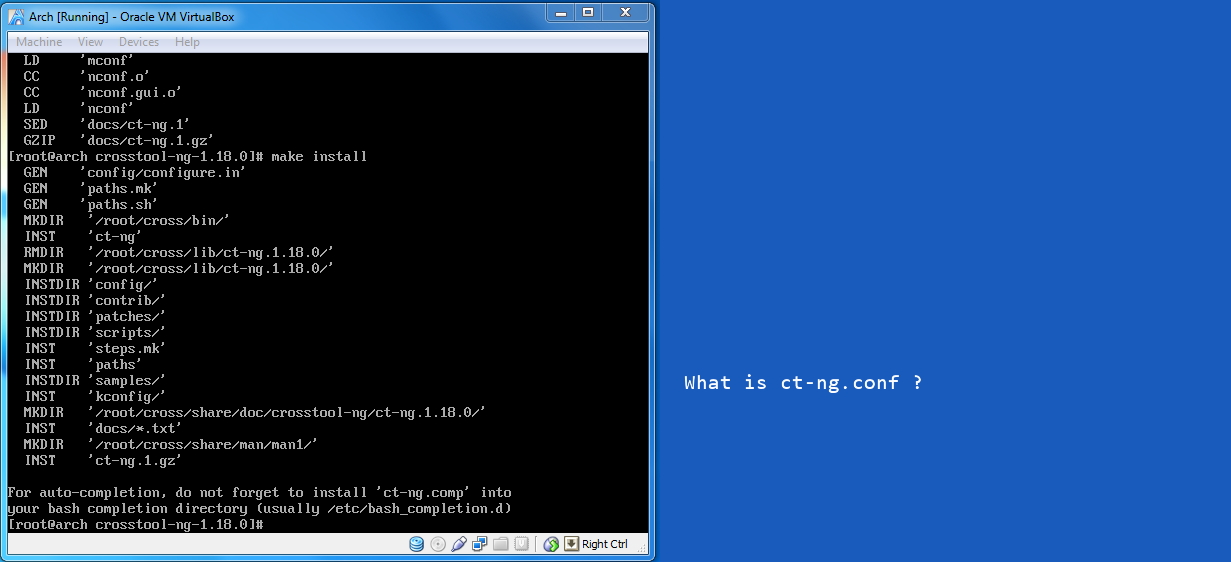 Arch [Running] - Oracle VM VirtualBox
Machine View Devices Help
LD 'mconf'
CC 'nconf.o'
CC 'nconf.gui.o'
LD 'nconf'
SED 'docs/ct-ng.1'
GZIP 'docs/ct-ng.1.gz'
[root@arch crosstool-ng-1.18.0]# make install
GEN 'config/configure.in'
GEN 'paths.mk'
GEN 'paths.sh'
MKDIR '/root/cross/bin/'
INST 'ct-ng'
RMDIR '/root/cross/lib/ct-ng.1.18.0/'
MKDIR '/root/cross/lib/ct-ng.1.18.0/'
INSTDIR 'config/'
INSTDIR 'contrib/'
INSTDIR 'patches/'
INSTDIR 'scripts/'
INST 'steps.mk'
INST 'paths'
INSTDIR 'samples/'
INST 'kconfig/'
MKDIR '/root/cross/share/doc/crosstool-ng/ct-ng.1.18.0/'
INST 'docs/*.txt'
MKDIR '/root/cross/share/man/man1/'
INST 'ct-ng.1.gz'
For auto-completion, do not forget to install 'ct-ng.comp' into
your bash completion directory (usually /etc/bash_completion.d)
[root@arch crosstool-ng-1.18.0]#
Right Ctrl
What is ct-ng.conf ?